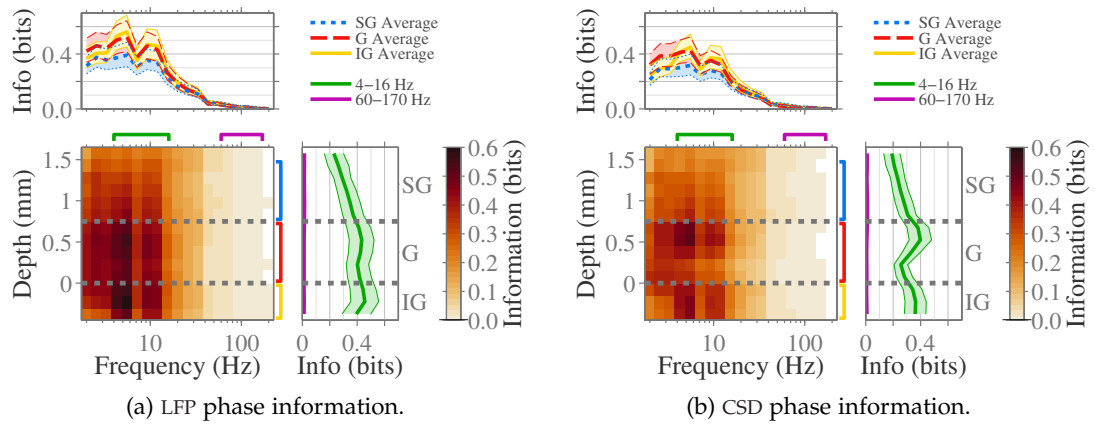 Info (bits)
0.4
0.0
SG Average
G Average
IG Average
4–16 Hz
60–170 Hz
Depth (mm)
1.5
1
0.5
0
10
100
Frequency (Hz)
SG
G
IG
0
0.4
Info (bits)
0.6
0.5
0.4
0.3
0.2
0.1
0.0
Information (bits)
(a) LFP phase information.
Info (bits)
0.4
0.0
SG Average
G Average
IG Average
4–16 Hz
60–170 Hz
Depth (mm)
1.5
1
0.5
0
10
100
Frequency (Hz)
SG
G
IG
0
0.4
Info (bits)
0.6
0.5
0.4
0.3
0.2
0.1
0.0
Information (bits)
(b) CSD phase information.